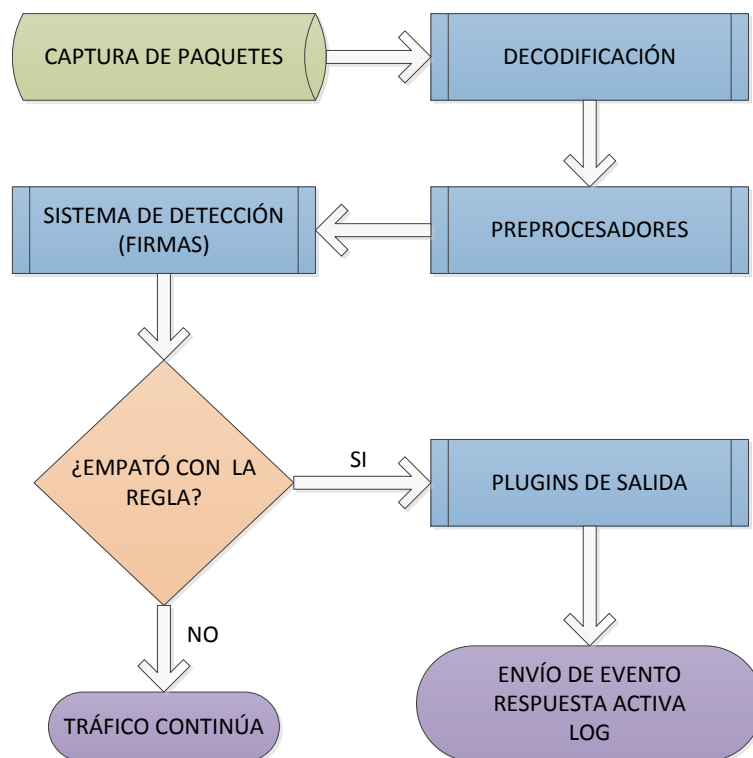 CAPTURA DE PAQUETES
DECODIFICACIÓN
SISTEMA DE DETECCIÓN
(FIRMAS)
PREPROCESADORES
¿EMPATÓ CON LA
REGLA?
SI
PLUGINS DE SALIDA
NO
TRÁFICO CONTINÚA
ENVÍO DE EVENTO
RESPUESTA ACTIVA
LOG